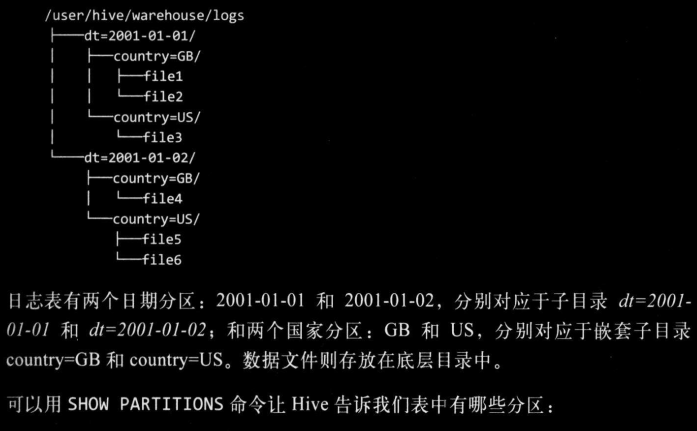 /user/hive/warehouse/logs
├──dt=2001-01-01/
│   ├──country=GB/
│   │   ├──file1
│   │   └──file2
│   └──country=US/
│       └──file3
└──dt=2001-01-02/
    ├──country=GB/
    │   └──file4
    └──country=US/
        ├──file5
        └──file6
日志表有两个日期分区：2001-01-01 和 2001-01-02，分别对应于子目录 dt=2001-
01-01 和 dt=2001-01-02；和两个国家分区：GB 和 US，分别对应于嵌套子目录
country=GB 和 country=US。数据文件则存放在底层目录中。
可以用 SHOW PARTITIONS 命令让 Hive 告诉我们表中有哪些分区：